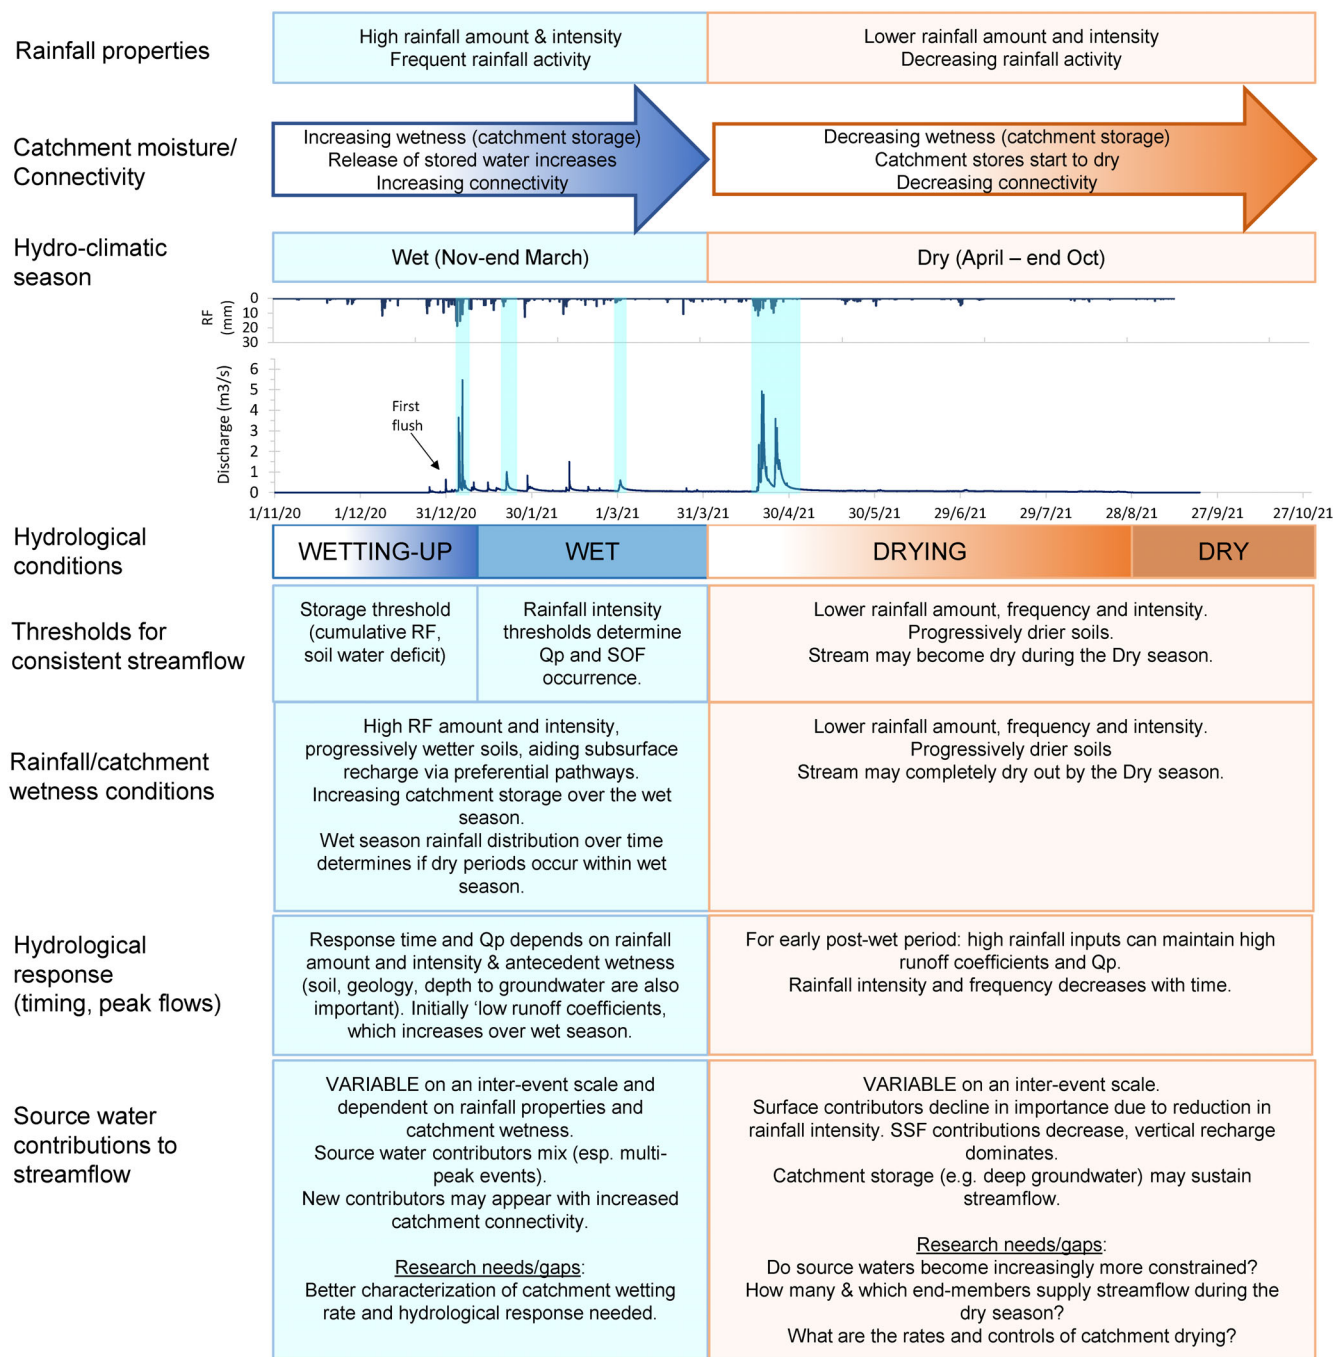 Rainfall properties
High rainfall amount & intensity
Frequent rainfall activity
Lower rainfall amount and intensity
Decreasing rainfall activity
Catchment moisture/
Connectivity
Increasing wetness (catchment storage)
Release of stored water increases
Increasing connectivity
Decreasing wetness (catchment storage)
Catchment stores start to dry
Decreasing connectivity
Hydro-climatic
season
Wet (Nov-end March)
Dry (April – end Oct)
RF
(mm)
0
10
20
30
Discharge (m3/s)
6
5
4
3
2
1
0
First
flush
1/11/20 1/12/20 31/12/20 30/1/21 1/3/21 31/3/21 30/4/21 30/5/21 29/6/21 29/7/21 28/8/21 27/9/21 27/10/21
Hydrological
conditions
WETTING-UP
WET
DRYING
DRY
Thresholds for
consistent streamflow
Storage threshold
(cumulative RF,
soil water deficit)
Rainfall intensity
thresholds determine
Qp and SOF
occurrence.
Lower rainfall amount, frequency and intensity.
Progressively drier soils.
Stream may become dry during the Dry season.
Rainfall/catchment
wetness conditions
High RF amount and intensity,
progressively wetter soils, aiding subsurface
recharge via preferential pathways.
Increasing catchment storage over the wet
season.
Wet season rainfall distribution over time
determines if dry periods occur within wet
season.
Lower rainfall amount, frequency and intensity.
Progressively drier soils
Stream may completely dry out by the Dry season.
Hydrological
response
(timing, peak flows)
Response time and Qp depends on rainfall
amount and intensity & antecedent wetness
(soil, geology, depth to groundwater are also
important). Initially ‘low runoff coefficients,
which increases over wet season.
For early post-wet period: high rainfall inputs can maintain high
runoff coefficients and Qp.
Rainfall intensity and frequency decreases with time.
Source water
contributions to
streamflow
VARIABLE on an inter-event scale and
dependent on rainfall properties and
catchment wetness.
Source water contributors mix (esp. multi-
peak events).
New contributors may appear with increased
catchment connectivity.
Research needs/gaps:
Better characterization of catchment wetting
rate and hydrological response needed.
VARIABLE on an inter-event scale.
Surface contributors decline in importance due to reduction in
rainfall intensity. SSF contributions decrease, vertical recharge
dominates.
Catchment storage (e.g. deep groundwater) may sustain
streamflow.
Research needs/gaps:
Do source waters become increasingly more constrained?
How many & which end-members supply streamflow during the
dry season?
What are the rates and controls of catchment drying?